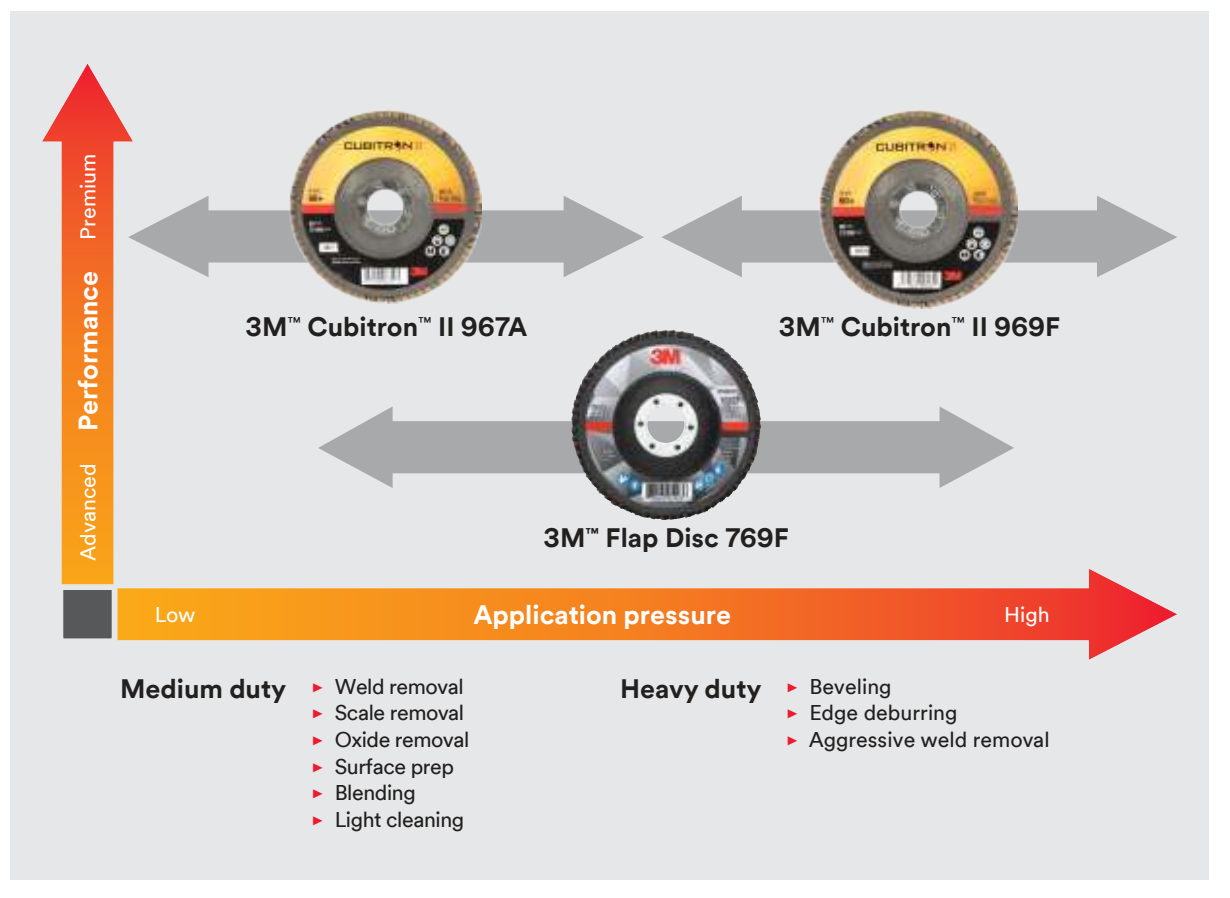 Premium
Performance
Advanced
CUBITRON II
3M
3M™ Cubitron™ II 967A
CUBITRON II
3M
3M™ Cubitron™ II 969F
3M
3M™ Flap Disc 769F
Low
Application pressure
High
Medium duty
► Weld removal
► Scale removal
► Oxide removal
► Surface prep
► Blending
► Light cleaning
Heavy duty
► Beveling
► Edge deburring
► Aggressive weld removal